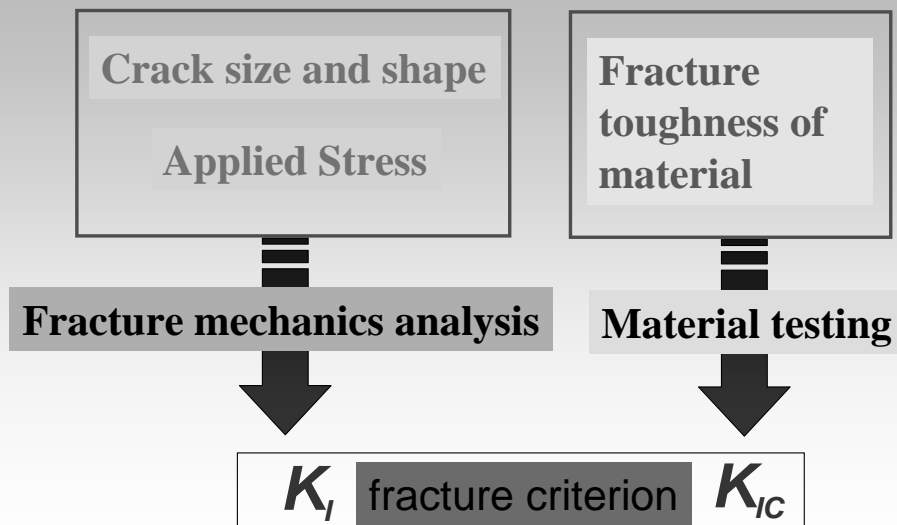 Crack size and shape
Applied Stress
Fracture
toughness of
material
Fracture mechanics analysis
Material testing
K_I fracture criterion K_IC